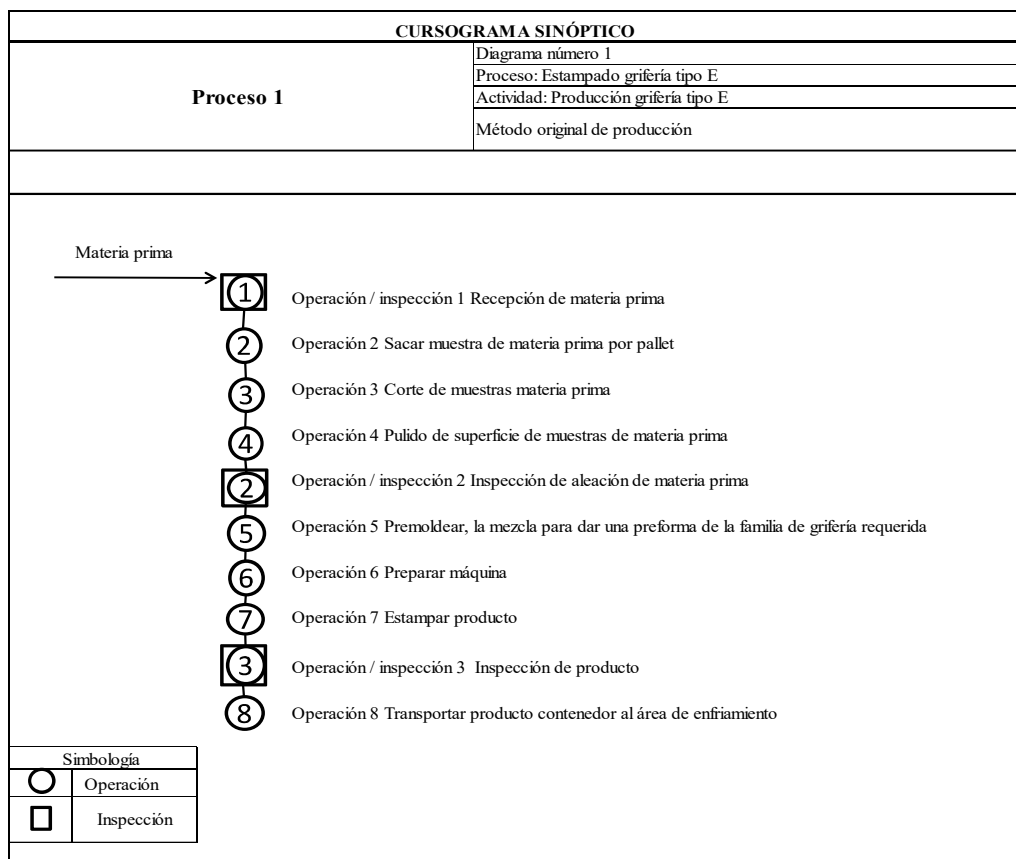 CURSOGRAMA SINÓPTICO
Proceso 1
Diagrama número 1
Proceso: Estampado grifería tipo E
Actividad: Producción grifería tipo E
Método original de producción
Materia prima
1 Operación / inspección 1 Recepción de materia prima
2 Operación 2 Sacar muestra de materia prima por pallet
3 Operación 3 Corte de muestras materia prima
4 Operación 4 Pulido de superficie de muestras de materia prima
2 Operación / inspección 2 Inspección de aleación de materia prima
5 Operación 5 Premoldear, la mezcla para dar una preforma de la familia de grifería requerida
6 Operación 6 Preparar máquina
7 Operación 7 Estampar producto
3 Operación / inspección 3 Inspección de producto
8 Operación 8 Transportar producto contenedor al área de enfriamiento
Simbología
Operación
Inspección